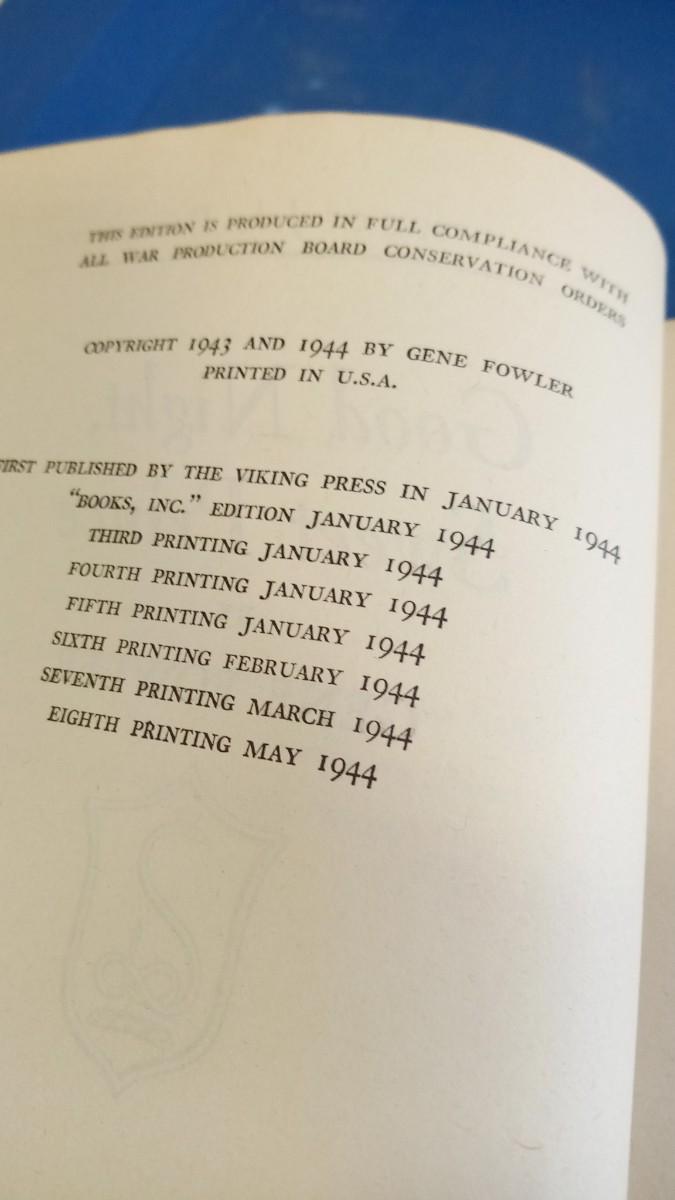 THIS EDITION IS PRODUCED IN FULL COMPLIANCE WITH
ALL WAR PRODUCTION BOARD CONSERVATION ORDERS
COPYRIGHT 1943 AND 1944 BY GENE FOWLER
PRINTED IN U.S.A.
FIRST PUBLISHED BY THE VIKING PRESS IN JANUARY 1944
"BOOKS, INC." EDITION JANUARY 1944
THIRD PRINTING JANUARY 1944
FOURTH PRINTING JANUARY 1944
FIFTH PRINTING JANUARY 1944
SIXTH PRINTING FEBRUARY 1944
SEVENTH PRINTING MARCH 1944
EIGHTH PRINTING MAY 1944